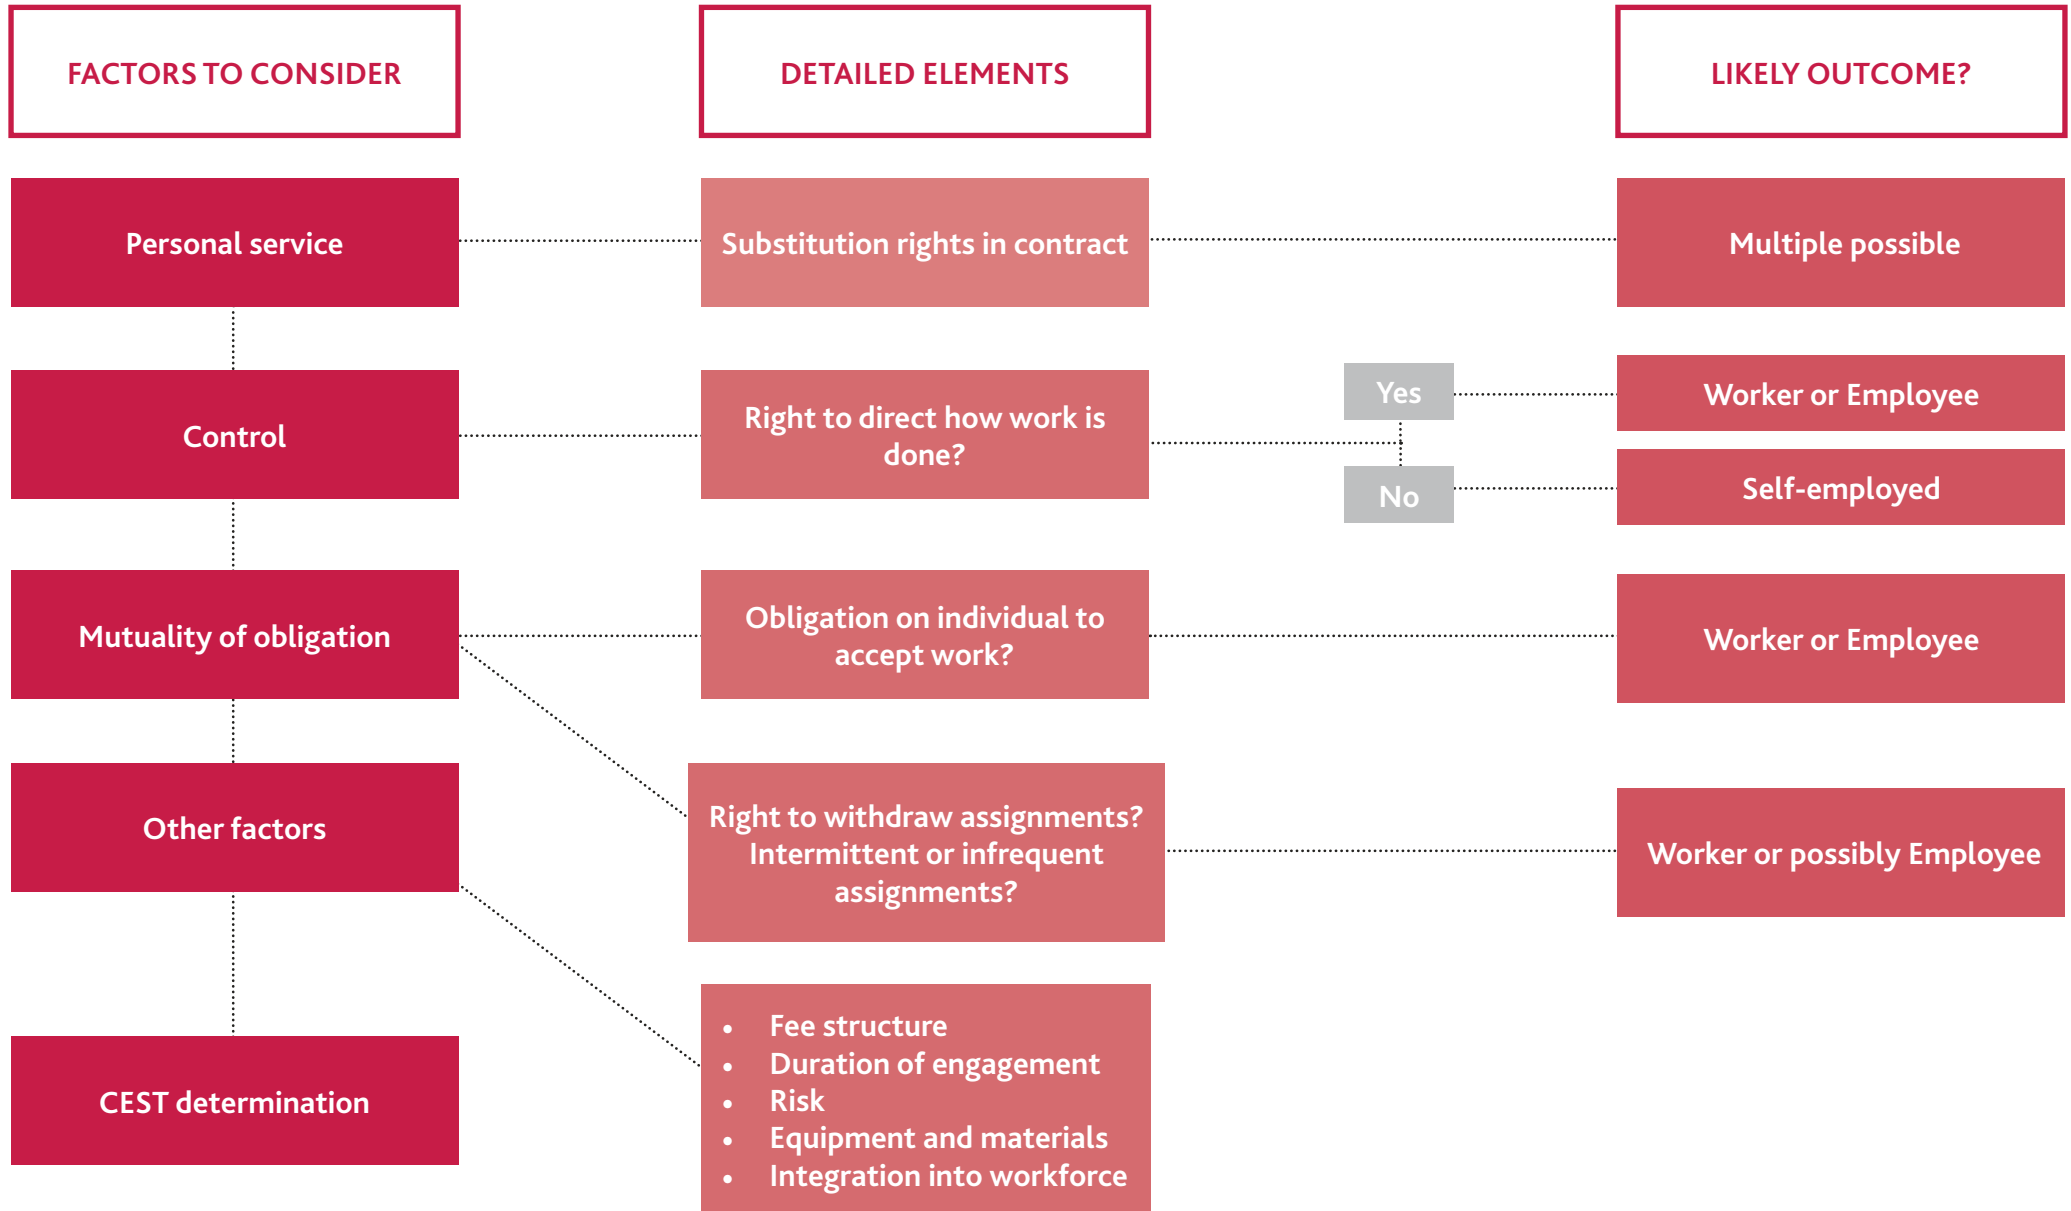 FACTORS TO CONSIDER
DETAILED ELEMENTS
LIKELY OUTCOME?
Personal service
Substitution rights in contract
Multiple possible
Control
Right to direct how work is
done?
Yes
Worker or Employee
No
Self-employed
Mutuality of obligation
Obligation on individual to
accept work?
Worker or Employee
Other factors
Right to withdraw assignments?
Intermittent or infrequent
assignments?
Worker or possibly Employee
CEST determination
• Fee structure
• Duration of engagement
• Risk
• Equipment and materials
• Integration into workforce